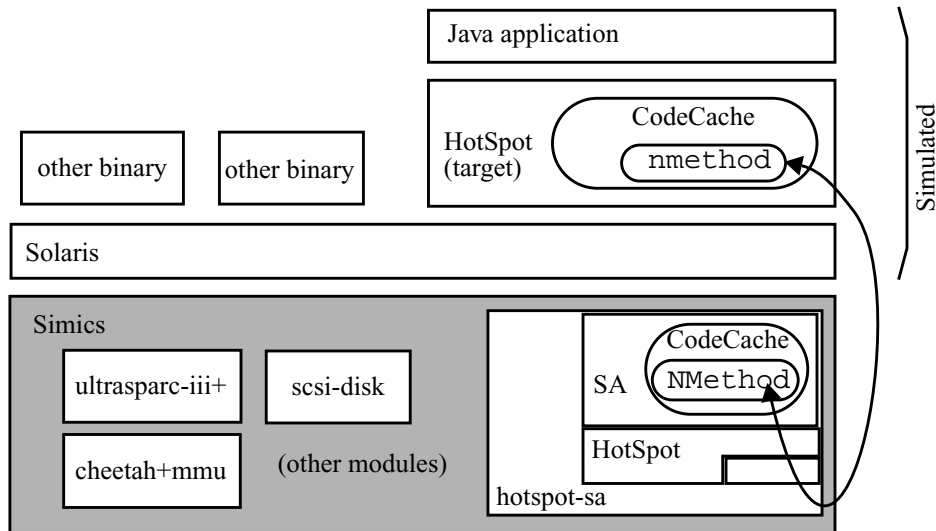 Java application
CodeCache
HotSpot
(target)
nmethod
other binary
other binary
Simulated
Solaris
Simics
ultrasparc-iii+
scsi-disk
cheetah+mmu
(other modules)
CodeCache
NMethod
SA
HotSpot
hotspot-sa